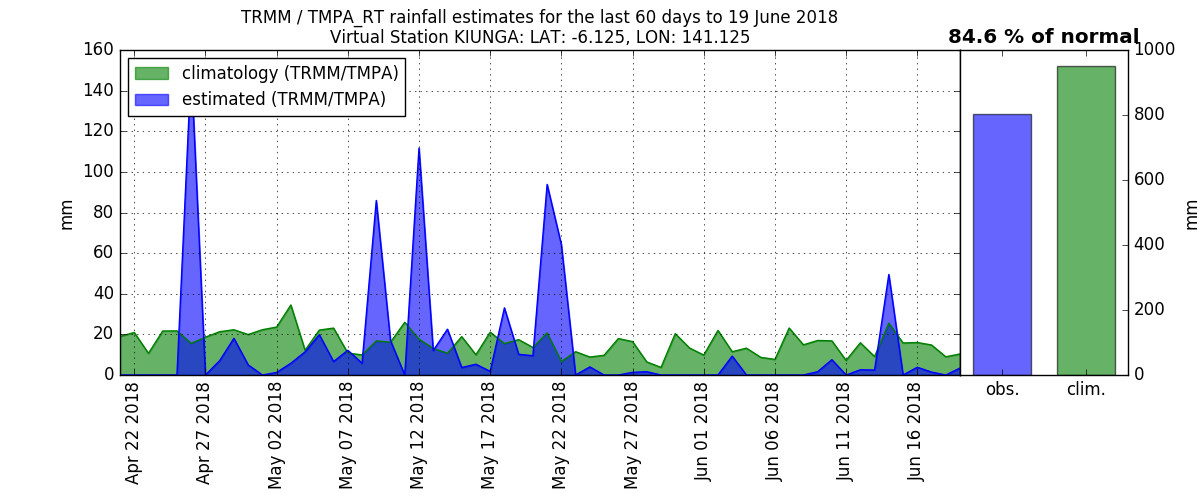 TRMM / TMPA_RT rainfall estimates for the last 60 days to 19 June 2018
Virtual Station KIUNGA: LAT: -6.125, LON: 141.125
84.6 % of normal
climatology (TRMM/TMPA)
estimated (TRMM/TMPA)
160
140
120
100
80
60
40
20
0
mm
1000
800
600
400
200
0
mm
Apr 22 2018
Apr 27 2018
May 02 2018
May 07 2018
May 12 2018
May 17 2018
May 22 2018
May 27 2018
Jun 01 2018
Jun 06 2018
Jun 11 2018
Jun 16 2018
obs.
clim.